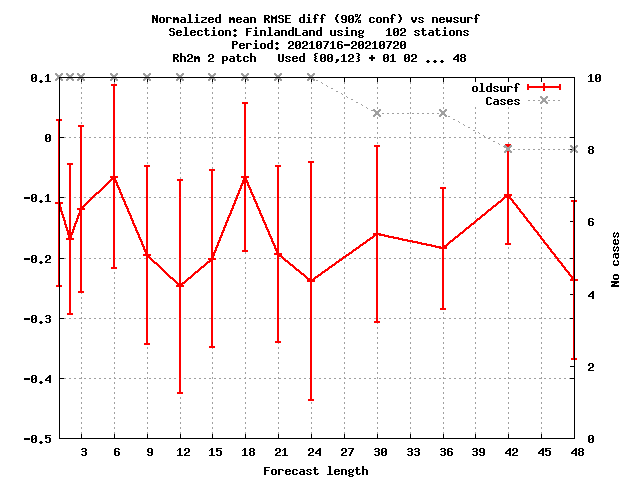 Normalized mean RMSE diff (90% conf) vs newsurf
Selection: FinlandLand using   102 stations
Period: 20210716-20210720
Rh2m 2 patch   Used {00,12} + 01 02 ... 48
oldsurf
Cases
0.1
0
-0.1
-0.2
-0.3
-0.4
-0.5
10
8
6
4
2
0
No cases
3 6 9 12 15 18 21 24 27 30 33 36 39 42 45 48
Forecast length